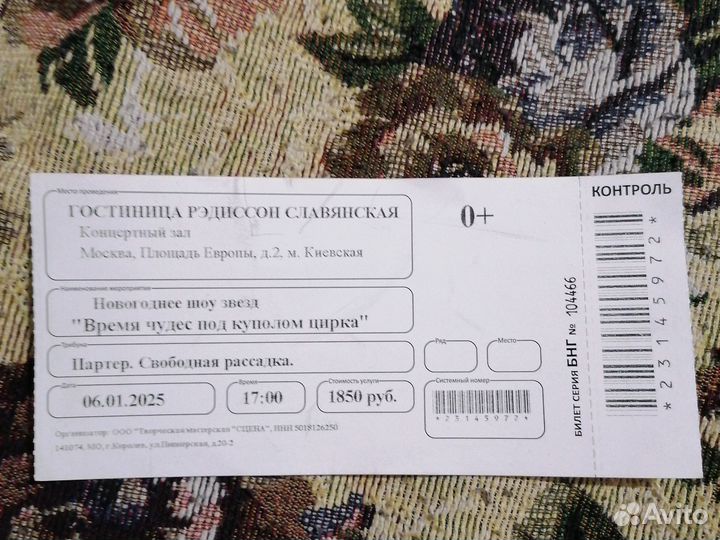 Место проведения
ГОСТИНИЦА РЭДИССОН СЛАВЯНСКАЯ
Концертный зал
Москва, Площадь Европы, д.2, м. Киевская
0+
Наименование мероприятия
Новогоднее шоу звезд
"Время чудес под куполом цирка"
Трибуна
Партер. Свободная рассадка.
Ряд
Место
Дата
06.01.2025
Время
17:00
Стоимость услуги
1850 руб.
Системный номер
*23145972*
Организатор: ООО "Творческая мастерская "СЦЕНА", ИНН 5018126250
141074, МО, г.Королев, ул.Пионерская, д.20-2
БИЛЕТ СЕРИЯ БНГ № 104466
КОНТРОЛЬ
*23145972*
Avito